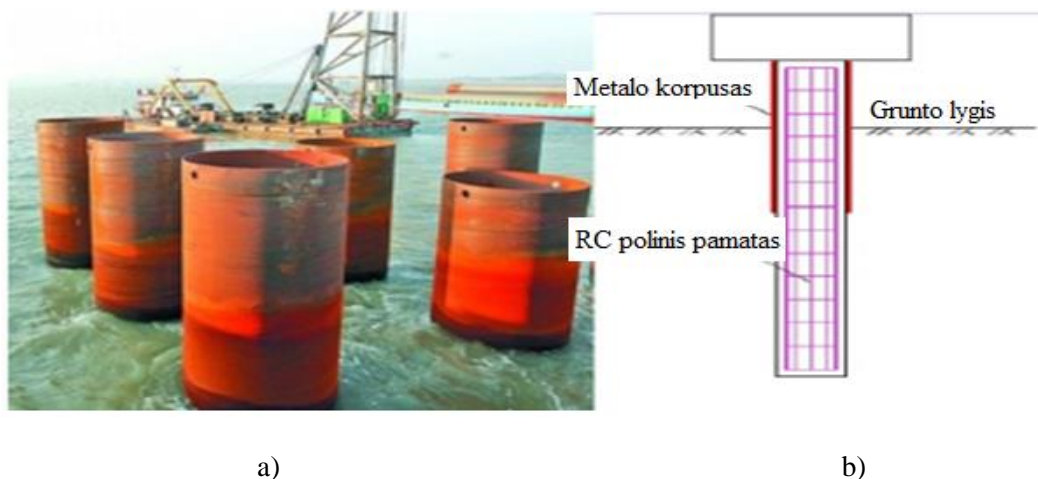 Metalo korpusas
Grunto lygis
RC polinis pamatas
a)
b)